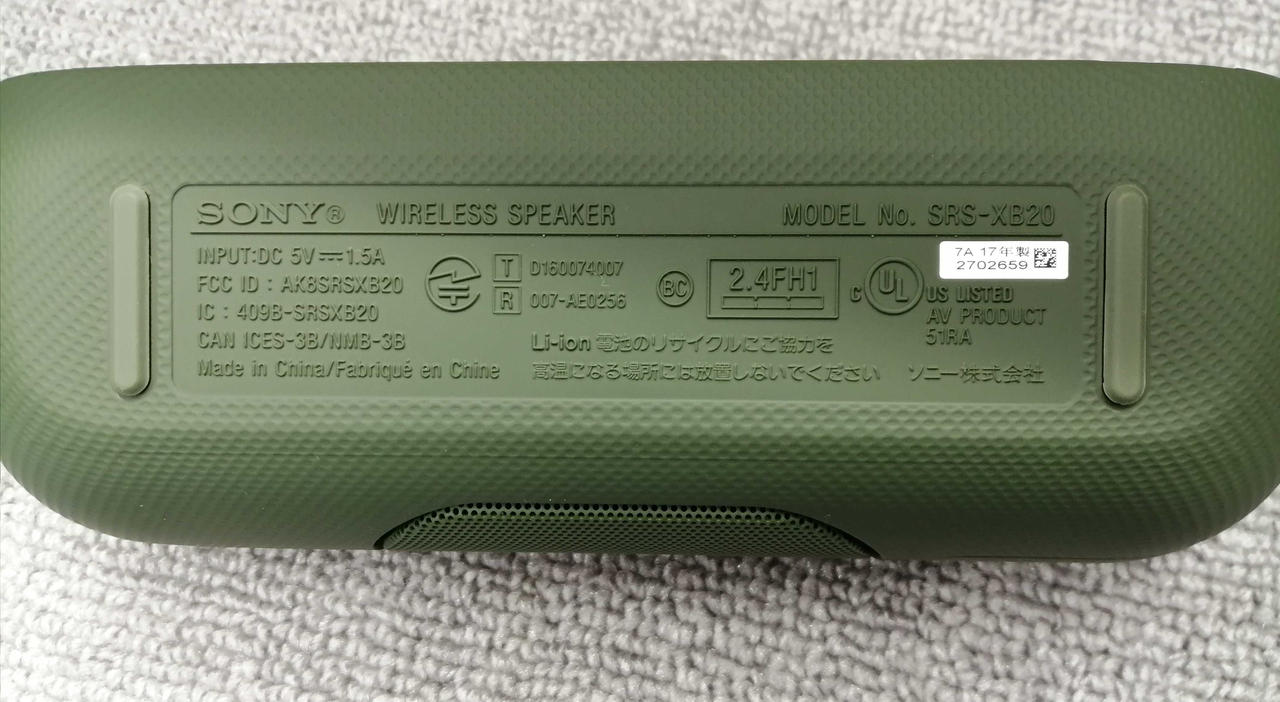 SONY® WIRELESS SPEAKER MODEL No. SRS-XB20
INPUT:DC 5V⎓1.5A
FCC ID : AK8SRSXB20
IC : 409B-SRSXB20
CAN ICES-3B/NMB-3B
Made in China/Fabriqué en Chine
T D160074007
R 007-AE0256
BC
2.4FH1
C UL US LISTED
AV PRODUCT
51RA
7A 17年製
2702659
Li-ion 電池のリサイクルにご協力を
高温になる場所には放置しないでください ソニー株式会社